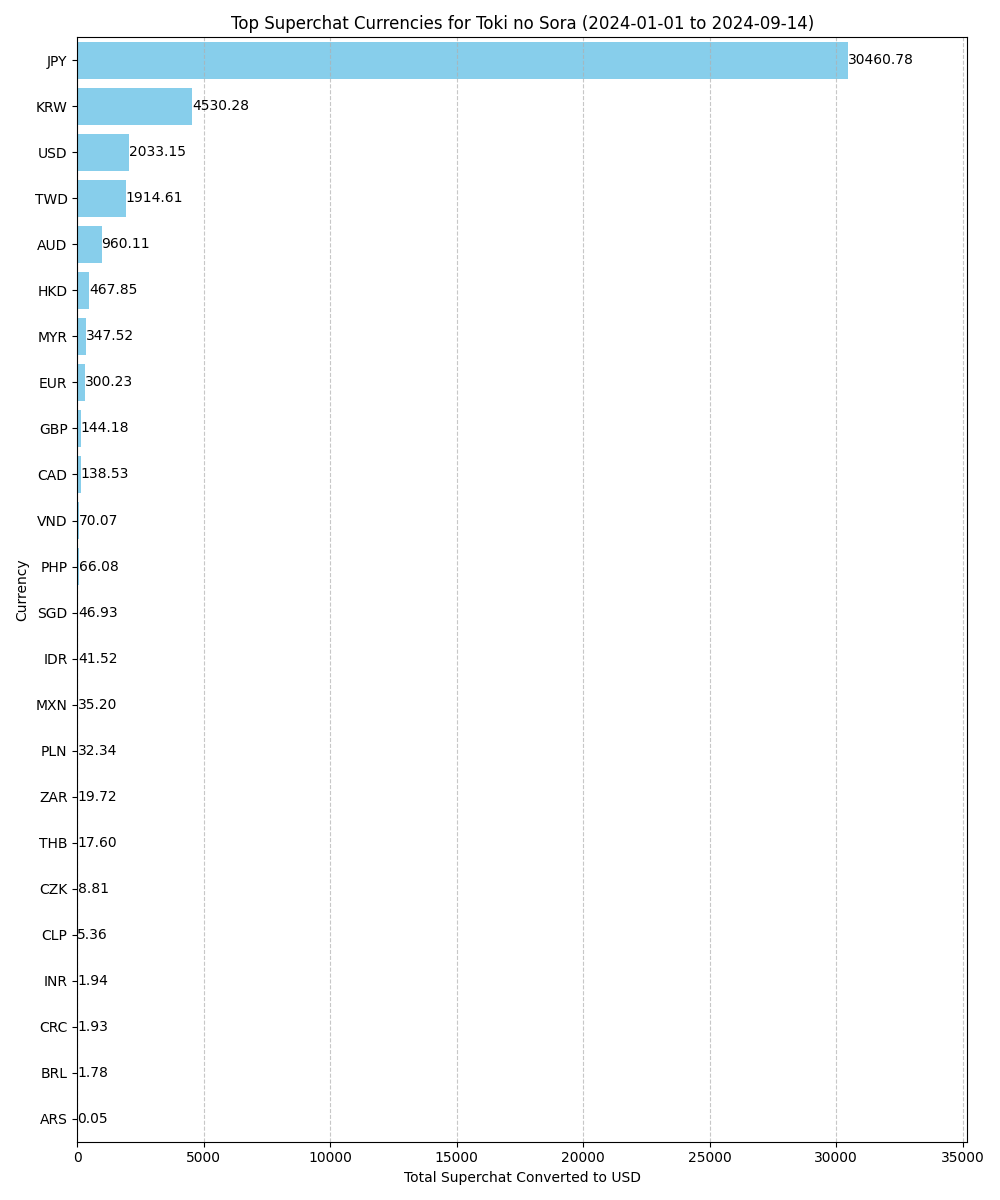 Top Superchat Currencies for Toki no Sora (2024-01-01 to 2024-09-14)
JPY 30460.78
KRW 4530.28
USD 2033.15
TWD 1914.61
AUD 960.11
HKD 467.85
MYR 347.52
EUR 300.23
GBP 144.18
CAD 138.53
VND 70.07
PHP 66.08
Currency
SGD 46.93
IDR 41.52
MXN 35.20
PLN 32.34
ZAR 19.72
THB 17.60
CZK 8.81
CLP 5.36
INR 1.94
CRC 1.93
BRL 1.78
ARS 0.05
0 5000 10000 15000 20000 25000 30000 35000
Total Superchat Converted to USD